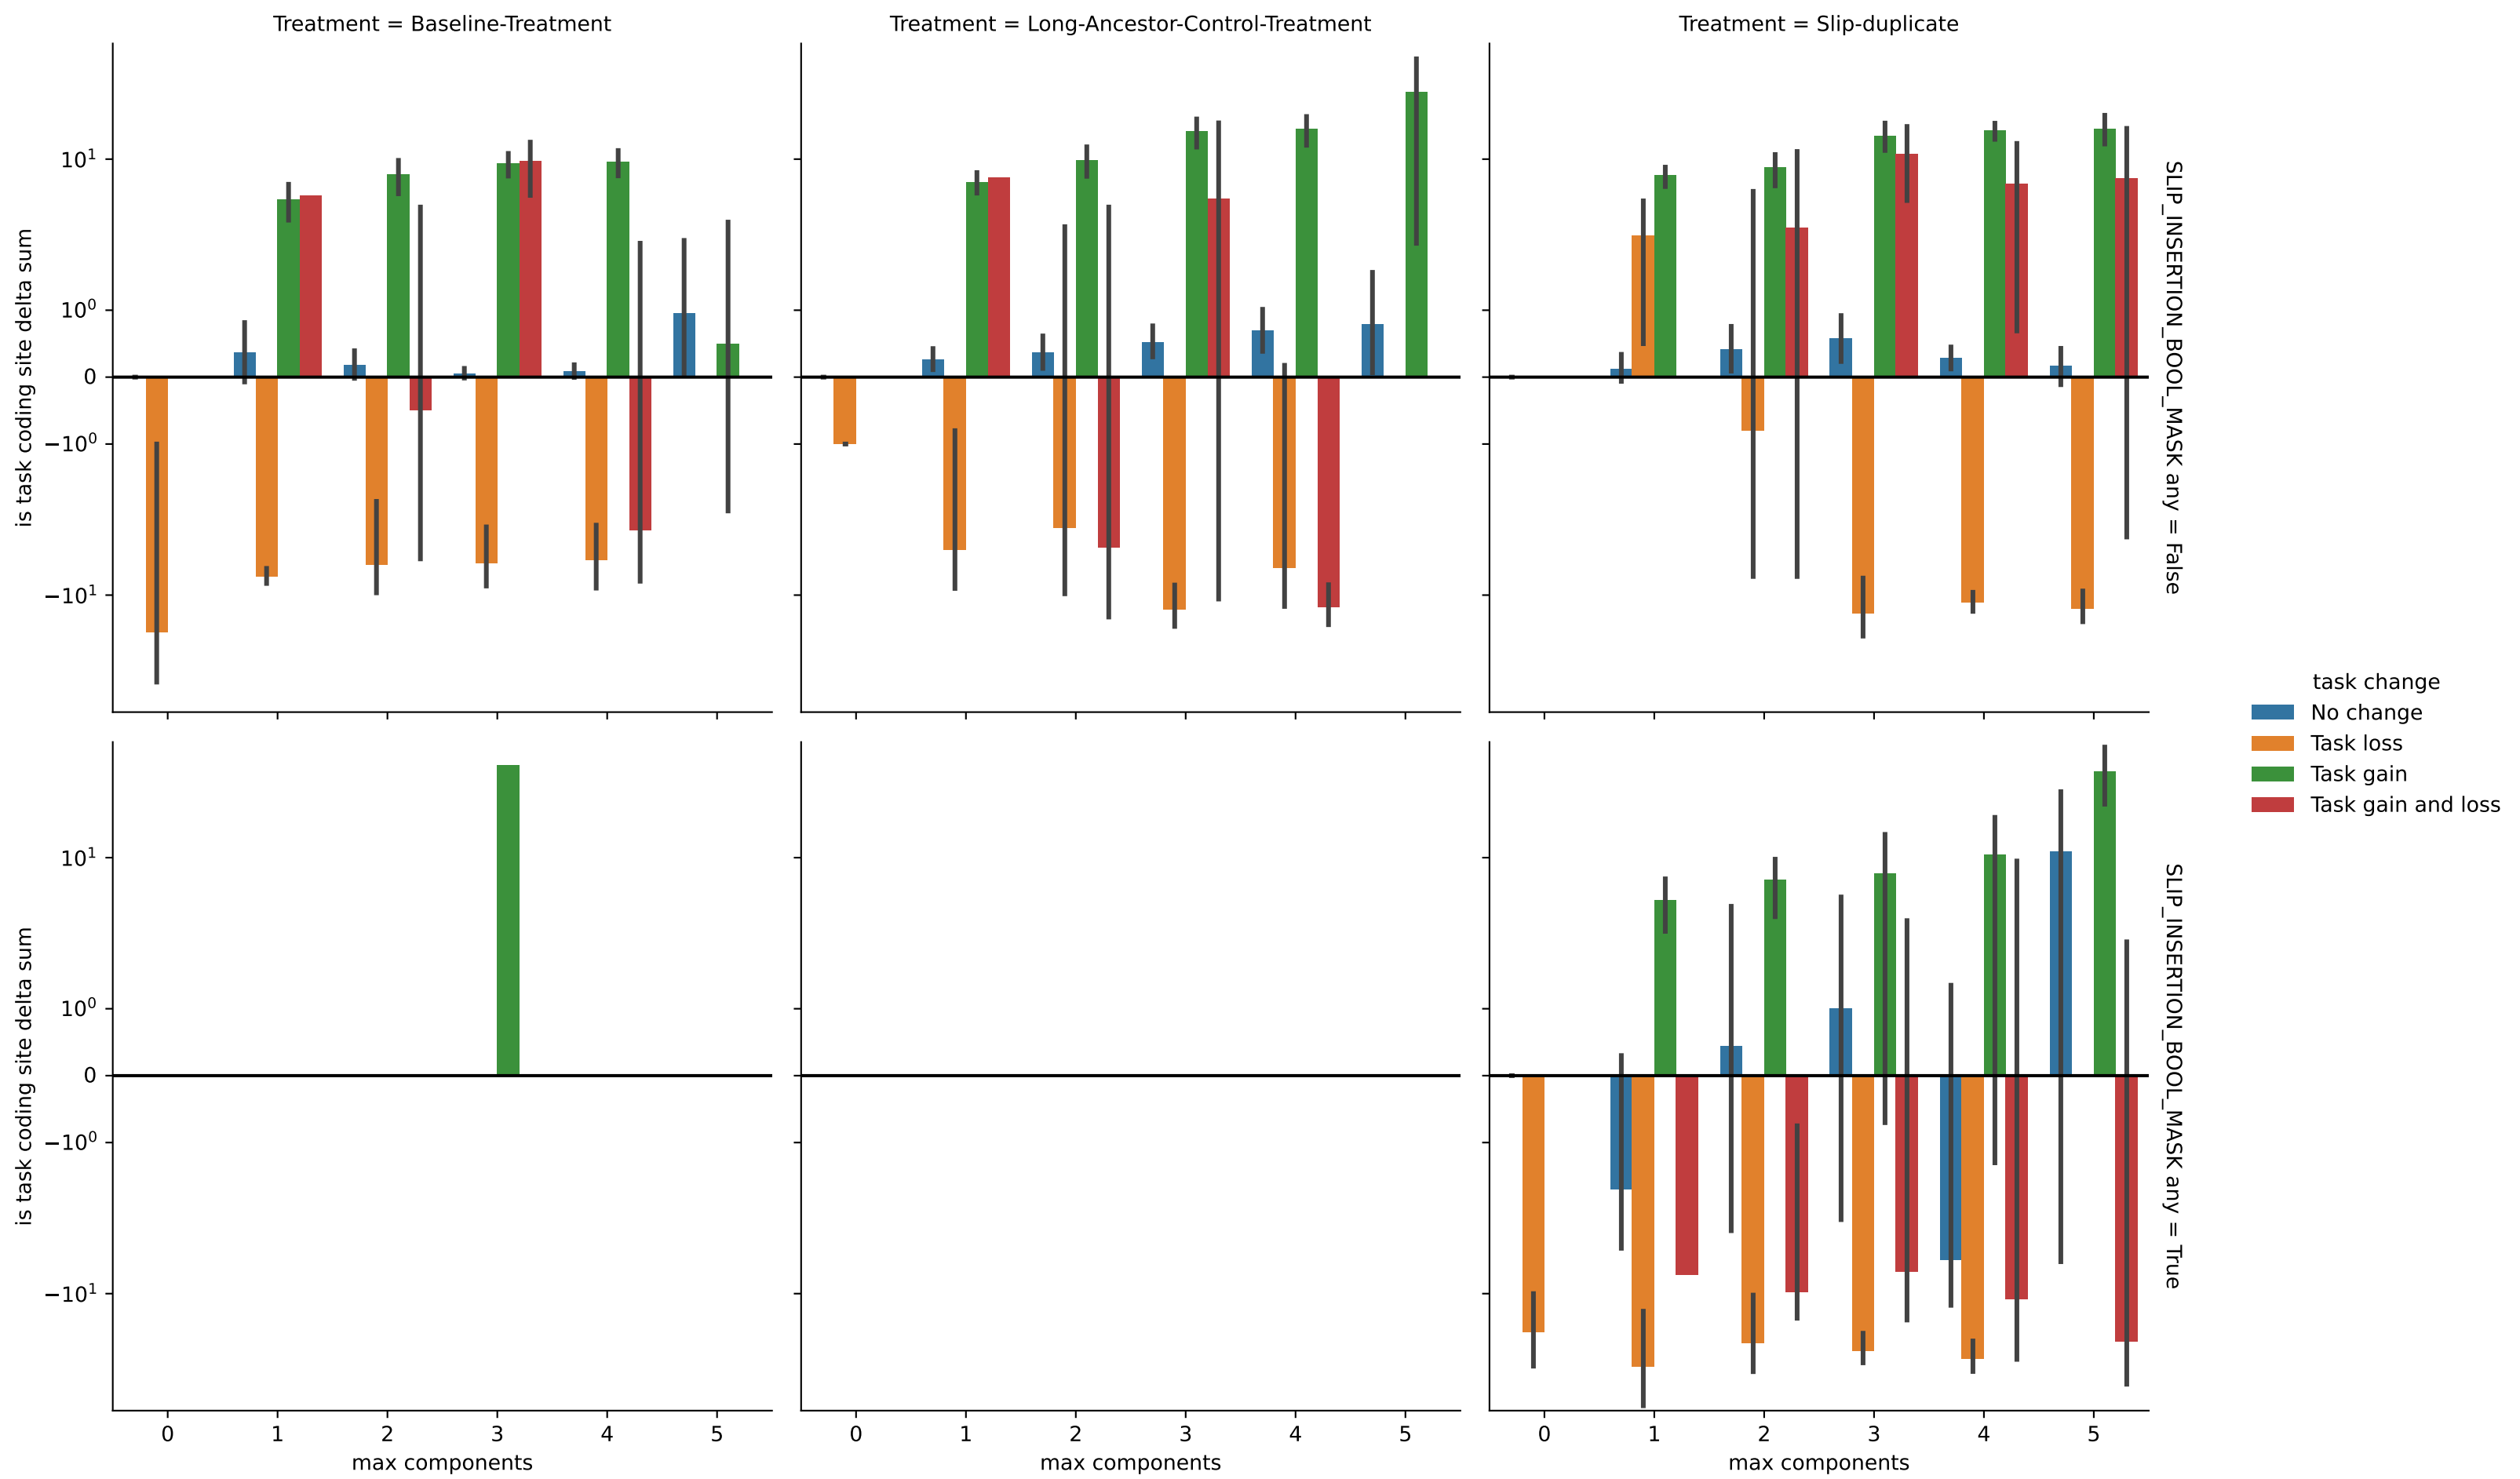 Treatment = Baseline-Treatment
Treatment = Long-Ancestor-Control-Treatment
Treatment = Slip-duplicate
is task coding site delta sum
10¹
10⁰
0
−10⁰
−10¹
SLIP_INSERTION_BOOL_MASK any = False
task change
No change
Task loss
Task gain
Task gain and loss
is task coding site delta sum
10¹
10⁰
0
−10⁰
−10¹
SLIP_INSERTION_BOOL_MASK any = True
0 1 2 3 4 5
max components
0 1 2 3 4 5
max components
0 1 2 3 4 5
max components